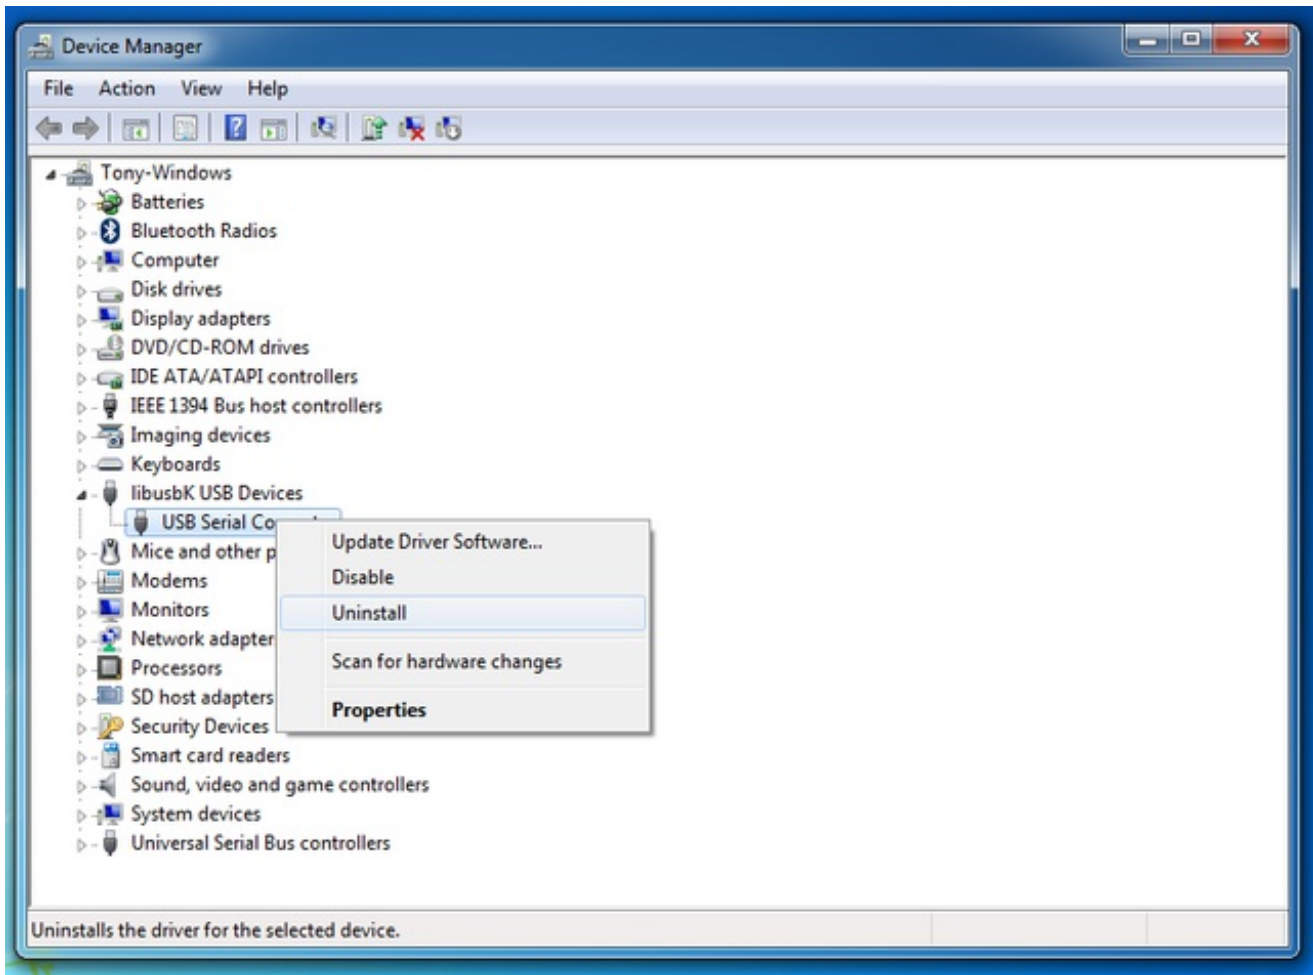 Device Manager
File Action View Help
Tony-Windows
Batteries
Bluetooth Radios
Computer
Disk drives
Display adapters
DVD/CD-ROM drives
IDE ATA/ATAPI controllers
IEEE 1394 Bus host controllers
Imaging devices
Keyboards
libusbK USB Devices
USB Serial
Update Driver Software...
Mice and other
Disable
Modems
Monitors
Uninstall
Network
Processors
Scan for hardware changes
SD host adapters
Properties
Security Devices
Smart card readers
Sound, video and game controllers
System devices
Universal Serial Bus controllers
Uninstalls the driver for the selected device.